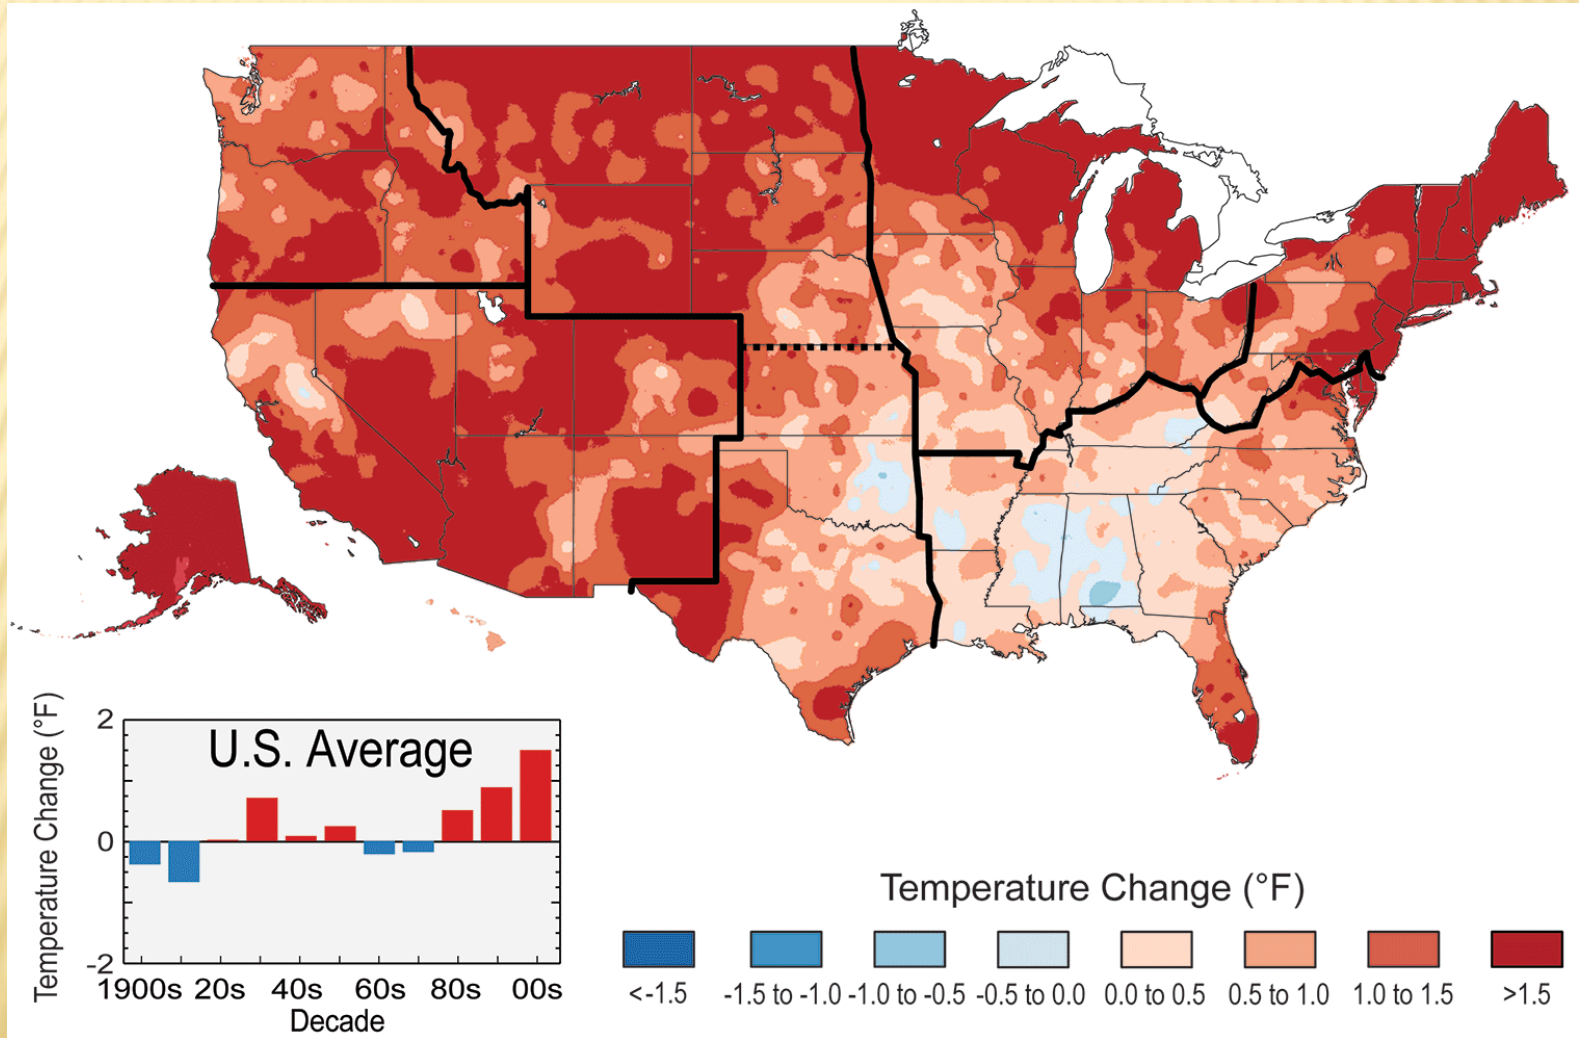 U.S. Average
Temperature Change (°F)
2
0
-2
1900s 20s 40s 60s 80s 00s
Decade
Temperature Change (°F)
<-1.5 -1.5 to -1.0 -1.0 to -0.5 -0.5 to 0.0 0.0 to 0.5 0.5 to 1.0 1.0 to 1.5 >1.5